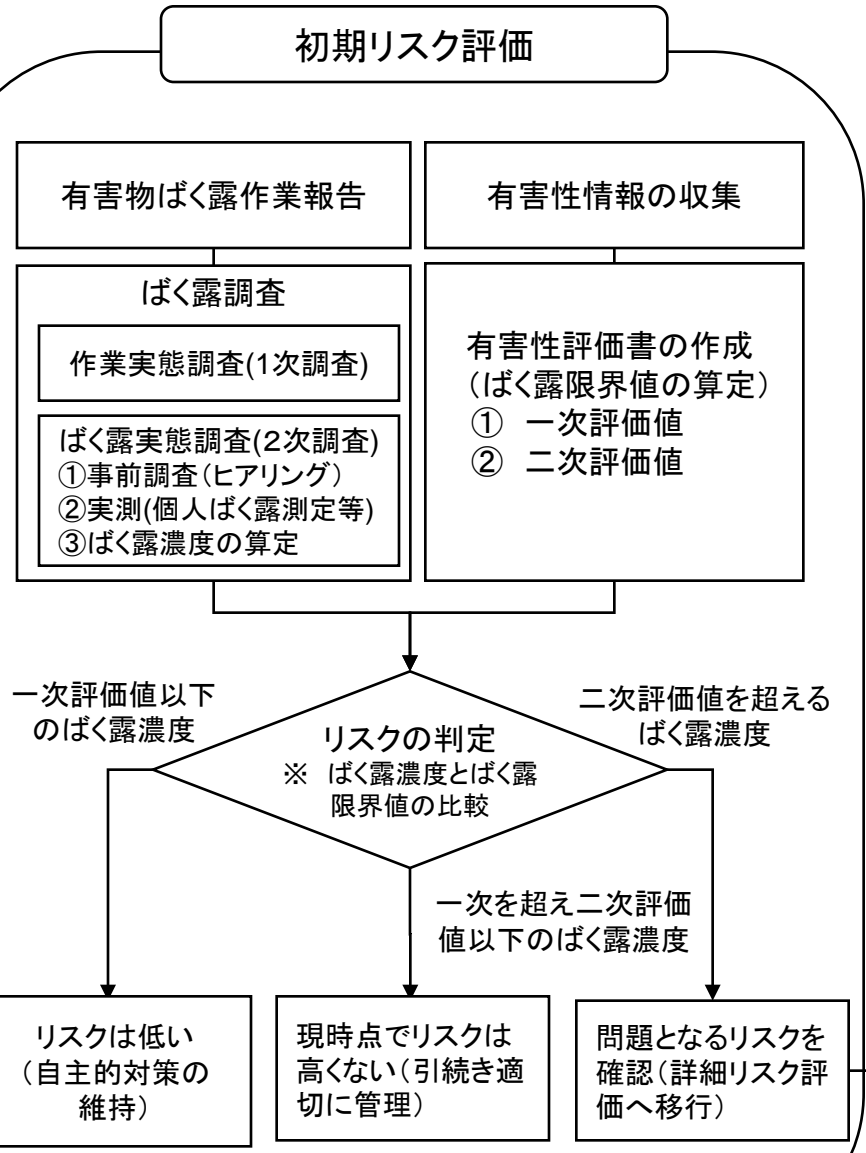 初期リスク評価
有害物ばく露作業報告
有害性情報の収集
ばく露調査
作業実態調査(1次調査)
ばく露実態調査(２次調査)
①事前調査（ヒアリング）
②実測(個人ばく露測定等)
③ばく露濃度の算定
有害性評価書の作成
（ばく露限界値の算定）
①　一次評価値
②　二次評価値
一次評価値以下
のばく露濃度
二次評価値を超える
ばく露濃度
リスクの判定
※　ばく露濃度とばく露
限界値の比較
一次を超え二次評価
値以下のばく露濃度
リスクは低い
（自主的対策の
維持）
現時点でリスクは
高くない（引続き適
切に管理）
問題となるリスクを
確認（詳細リスク評
価へ移行）